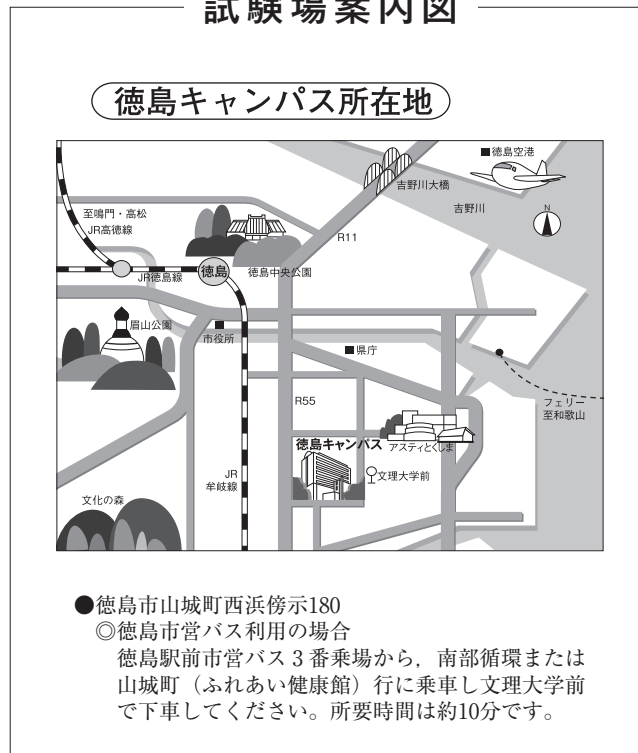 試験場案内図
徳島キャンパス所在地
■徳島空港
吉野川大橋
吉野川
N
至鳴門・高松
JR高徳線
R11
徳島
徳島中央公園
JR徳島線
眉山公園
市役所
■県庁
フェリー
至和歌山
R55
徳島キャンパス
アスティとくしま
文理大学前
JR
牟岐線
文化の森
●徳島市山城町西浜傍示180
◎徳島市営バス利用の場合
徳島駅前市営バス3番乗場から，南部循環または
山城町（ふれあい健康館）行に乗車し文理大学前
で下車してください。所要時間は約10分です。